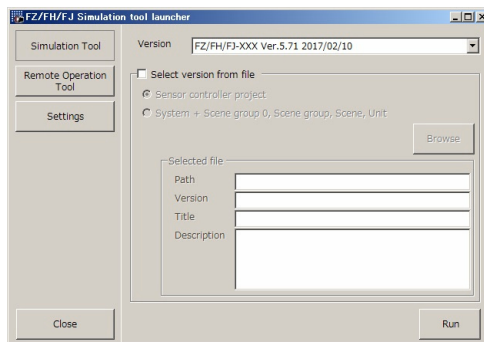 FZ/FH/FJ Simulation tool launcher
Simulation Tool
Remote Operation
Tool
Settings
Version
FZ/FH/FJ-XXX Ver.5.71 2017/02/10
Select version from file
Sensor controller project
System + Scene group 0, Scene group, Scene, Unit
Browse
Selected file
Path
Version
Title
Description
Close
Run